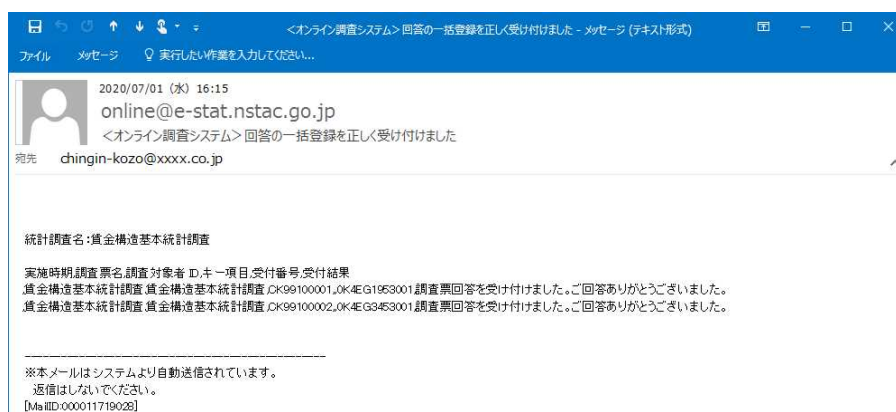 <オンライン調査システム> 回答の一括登録を正しく受け付けました - メッセージ (テキスト形式)
ファイル メッセージ 実行したい作業を入力してください...
2020/07/01 (水) 16:15
online@e-stat.nstac.go.jp
<オンライン調査システム> 回答の一括登録を正しく受け付けました
宛先 chingin-kozo@xxxx.co.jp
統計調査名:賃金構造基本統計調査
実施時期,調査票名,調査対象者 ID,キー項目,受付番号,受付結果
,賃金構造基本統計調査,賃金構造基本統計調査,CK99100001,,0K4EG1953001,調査票回答を受け付けました。ご回答ありがとうございました。
,賃金構造基本統計調査,賃金構造基本統計調査,CK99100002,,0K4EG3453001,調査票回答を受け付けました。ご回答ありがとうございました。
--------------------------------------------------
※本メールはシステムより自動送信されています。
返信はしないでください。
[MailID:000011719028]